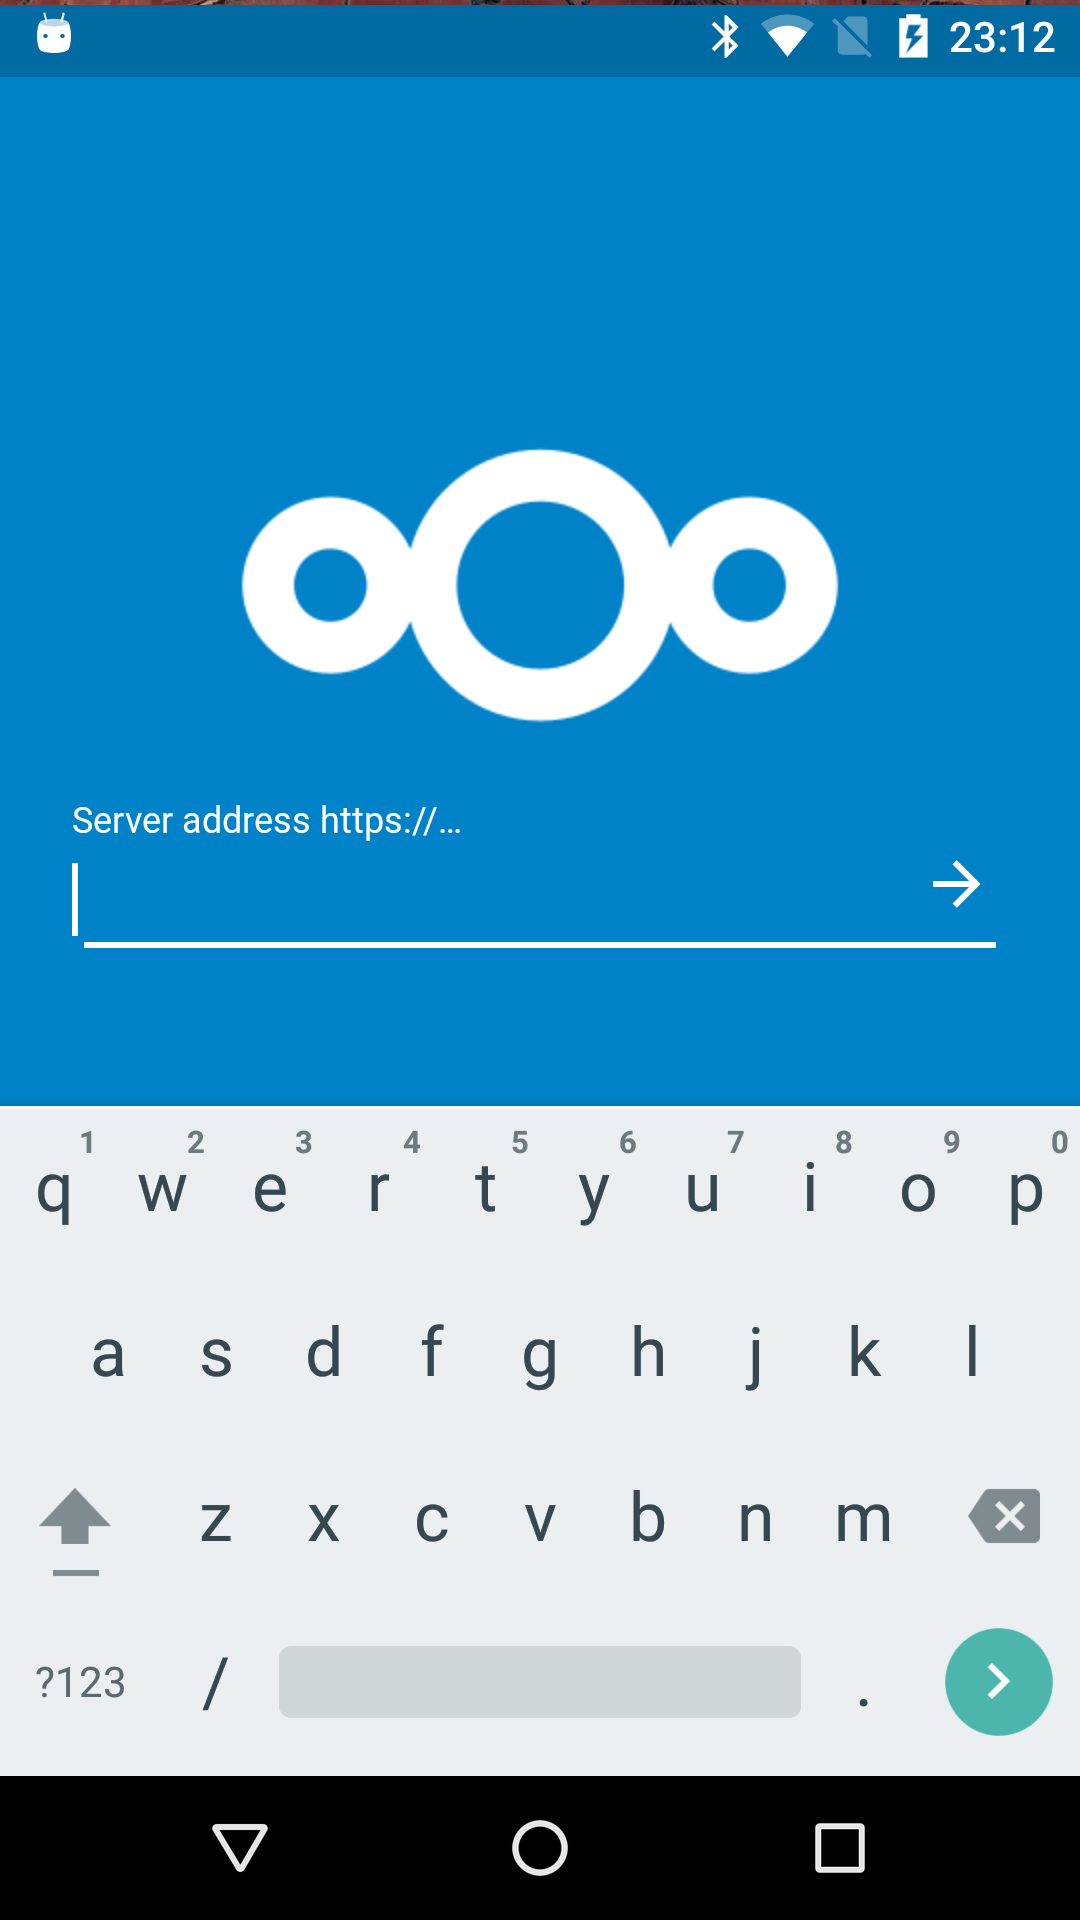 23:12
Server address https://…
1 2 3 4 5 6 7 8 9 0
q w e r t y u i o p
a s d f g h j k l
z x c v b n m
?123 / .